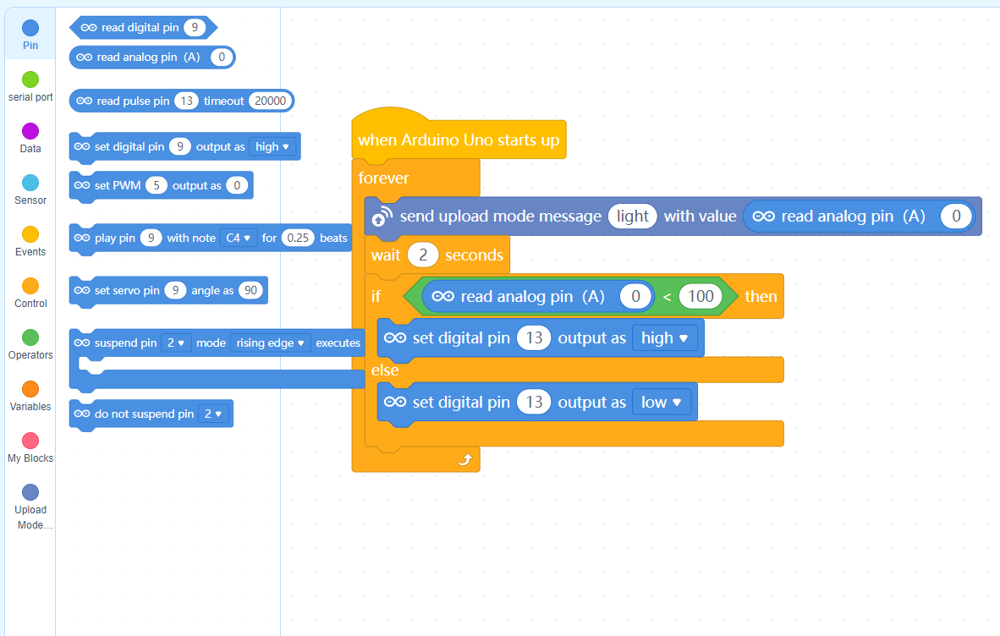 Pin
serial port
Data
Sensor
Events
Control
Operators
Variables
My Blocks
Upload
Mode...
read digital pin 9
read analog pin (A) 0
read pulse pin 13 timeout 20000
set digital pin 9 output as high
set PWM 5 output as 0
play pin 9 with note C4 for 0.25 beats
set servo pin 9 angle as 90
suspend pin 2 mode rising edge executes
do not suspend pin 2
when Arduino Uno starts up
forever
send upload mode message light with value read analog pin (A) 0
wait 2 seconds
if read analog pin (A) 0 < 100 then
set digital pin 13 output as high
else
set digital pin 13 output as low